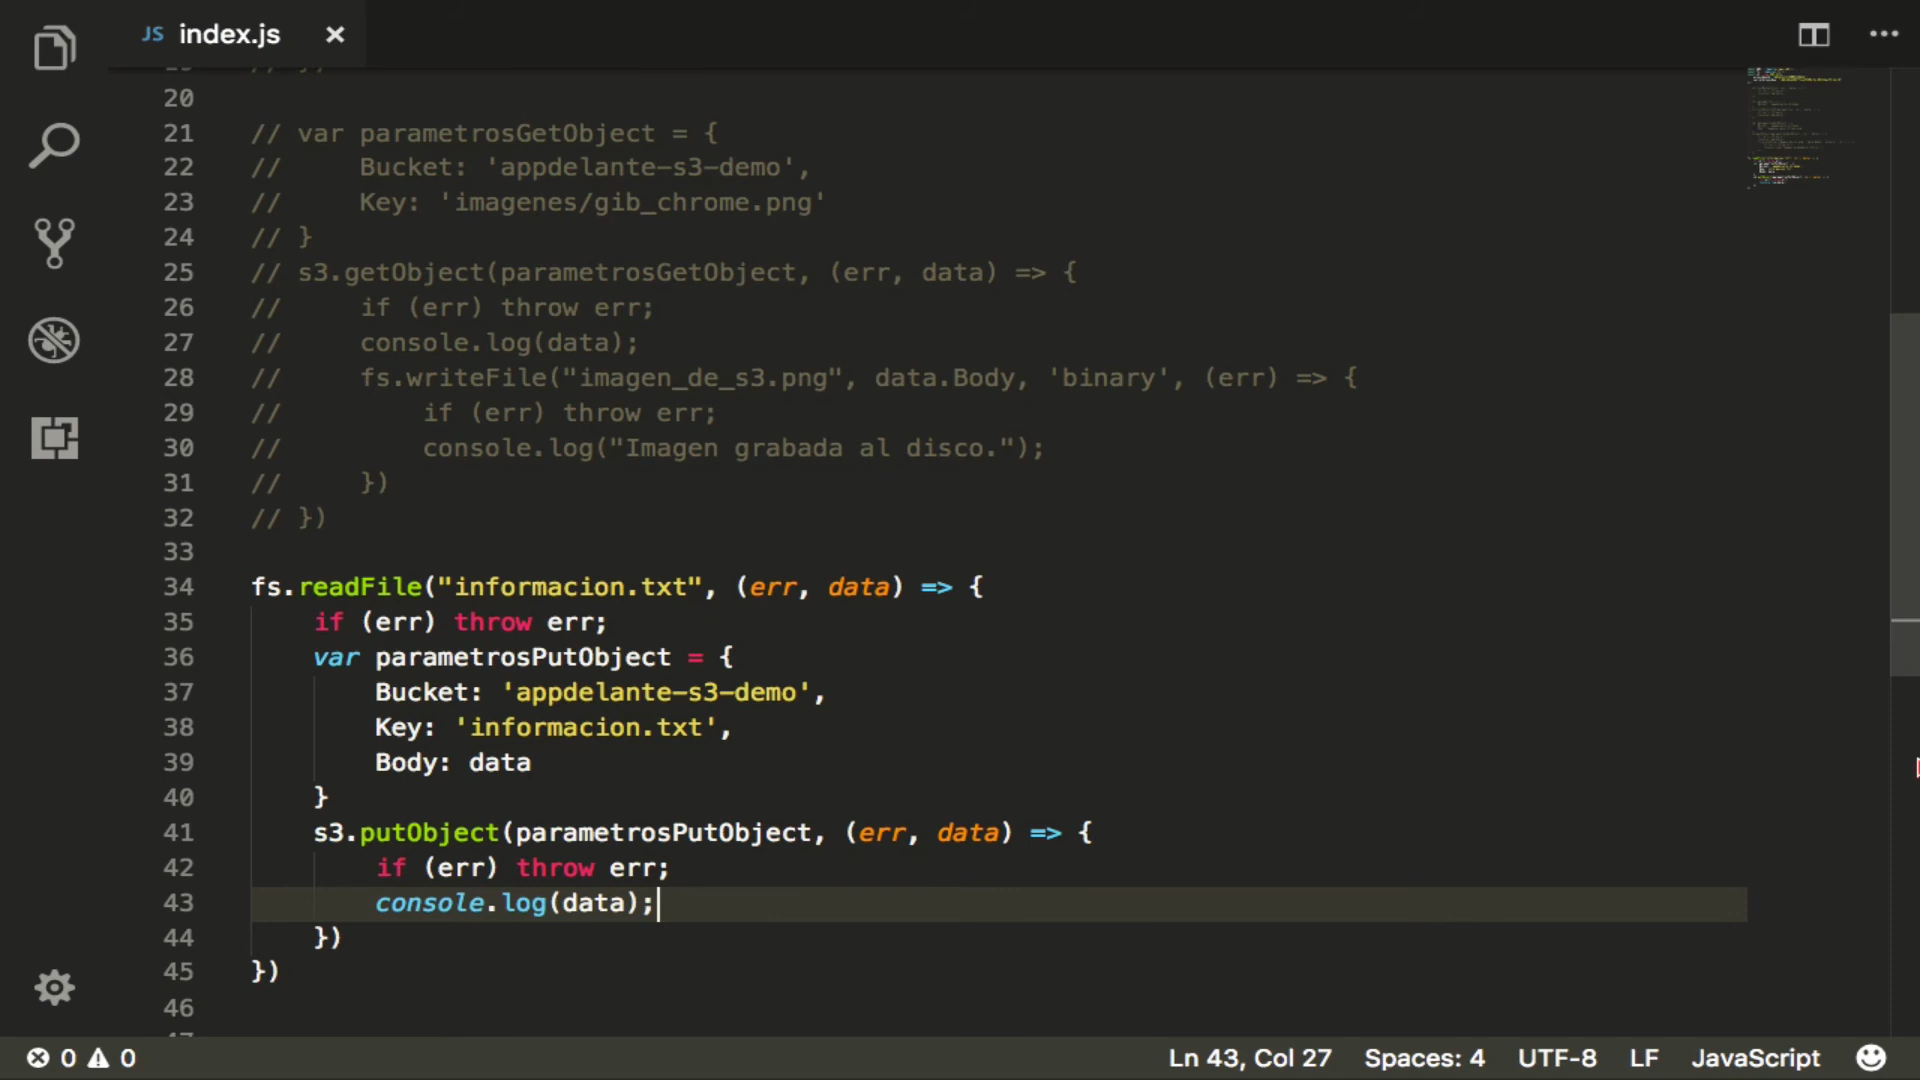 JS index.js ×
20
21 // var parametrosGetObject = {
22 //     Bucket: 'appdelante-s3-demo',
23 //     Key: 'imagenes/gib_chrome.png'
24 // }
25 // s3.getObject(parametrosGetObject, (err, data) => {
26 //     if (err) throw err;
27 //     console.log(data);
28 //     fs.writeFile("imagen_de_s3.png", data.Body, 'binary', (err) => {
29 //         if (err) throw err;
30 //         console.log("Imagen grabada al disco.");
31 //     })
32 // })
33
34 fs.readFile("informacion.txt", (err, data) => {
35     if (err) throw err;
36     var parametrosPutObject = {
37         Bucket: 'appdelante-s3-demo',
38         Key: 'informacion.txt',
39         Body: data
40     }
41     s3.putObject(parametrosPutObject, (err, data) => {
42         if (err) throw err;
43         console.log(data);
44     })
45 })
46
0 0 Ln 43, Col 27 Spaces: 4 UTF-8 LF JavaScript